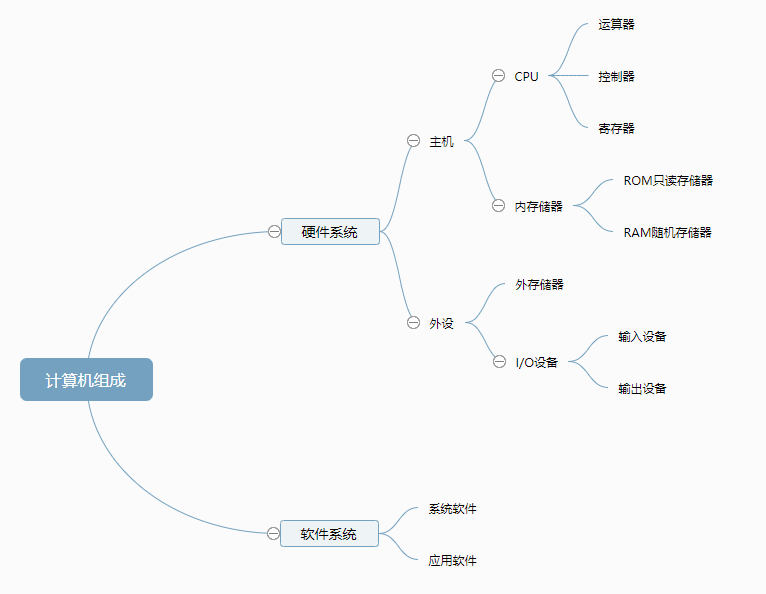 运算器
CPU
控制器
寄存器
主机
ROM只读存储器
内存储器
RAM随机存储器
硬件系统
外存储器
外设
输入设备
I/O设备
输出设备
计算机组成
系统软件
软件系统
应用软件